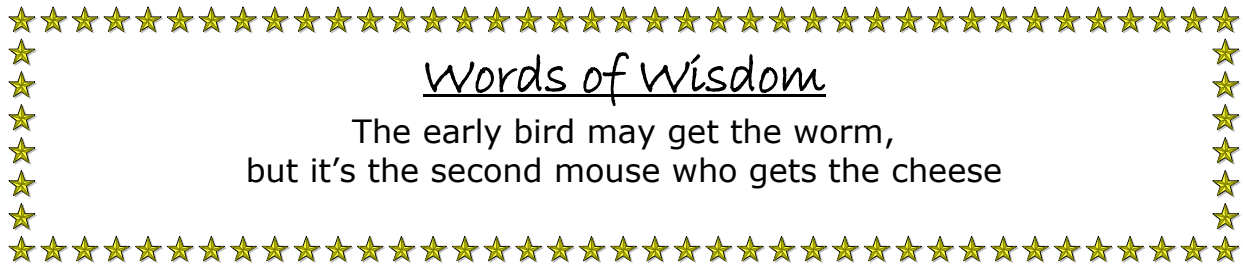 Words of Wisdom
The early bird may get the worm,
but it’s the second mouse who gets the cheese